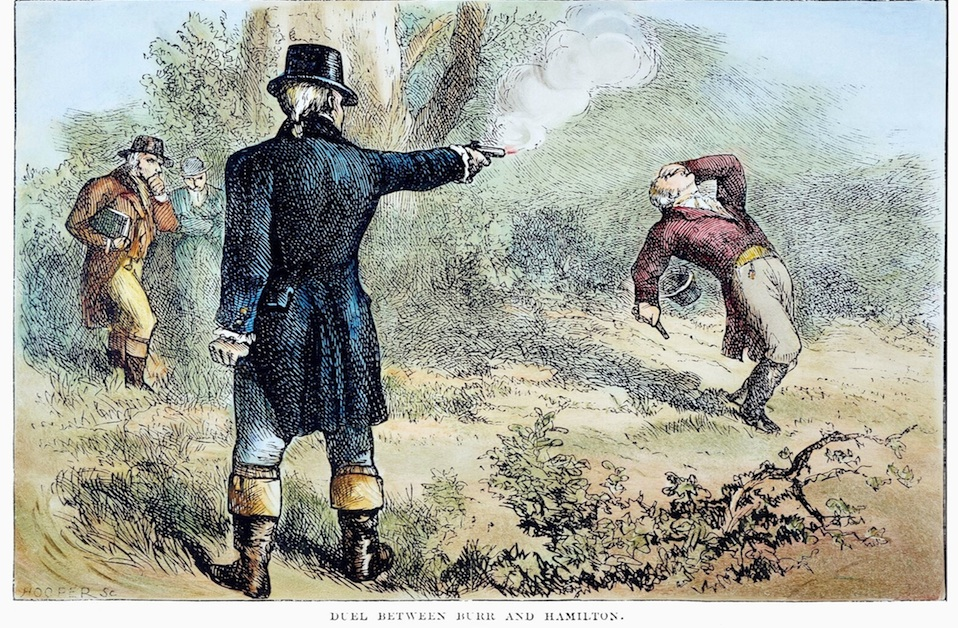 HOOPER Sc
DUEL BETWEEN BURR AND HAMILTON.